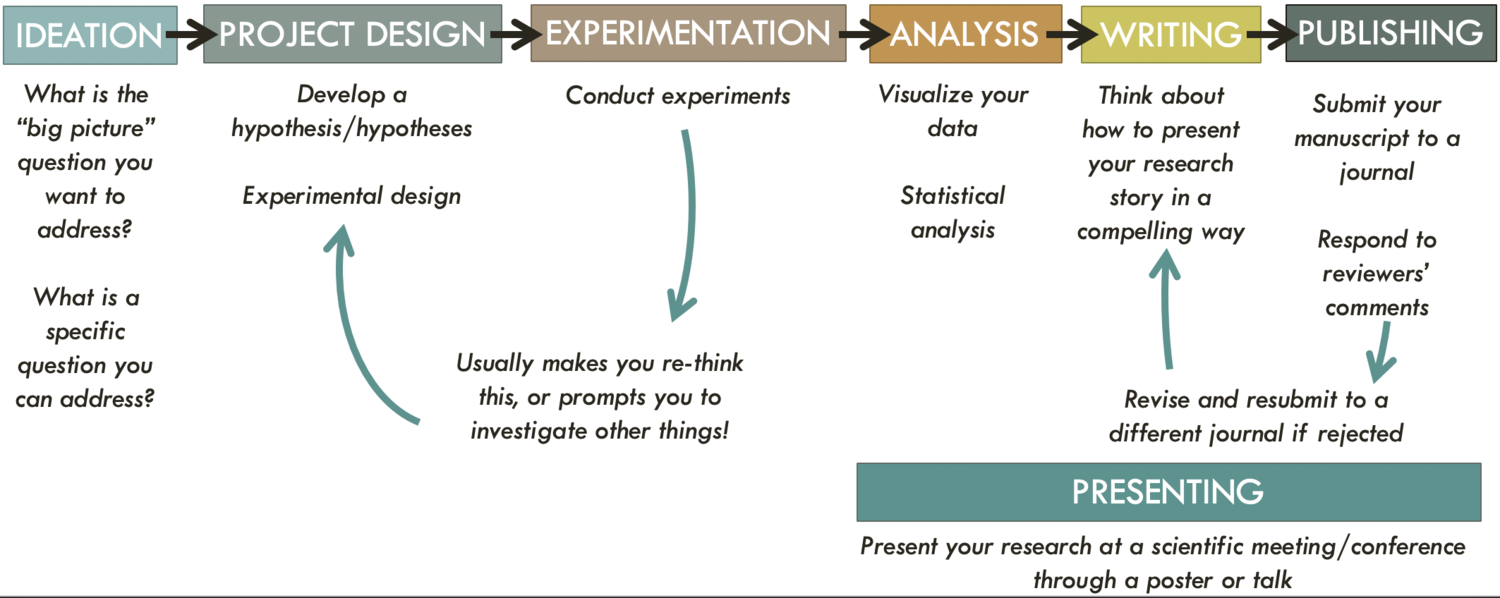 IDEATION
PROJECT DESIGN
EXPERIMENTATION
ANALYSIS
WRITING
PUBLISHING
What is the
“big picture”
question you
want to
address?
What is a
specific
question you
can address?
Develop a
hypothesis/hypotheses
Experimental design
Conduct experiments
Usually makes you re-think
this, or prompts you to
investigate other things!
Visualize your
data
Statistical
analysis
Think about
how to present
your research
story in a
compelling way
Submit your
manuscript to a
journal
Respond to
reviewers’
comments
Revise and resubmit to a
different journal if rejected
PRESENTING
Present your research at a scientific meeting/conference
through a poster or talk